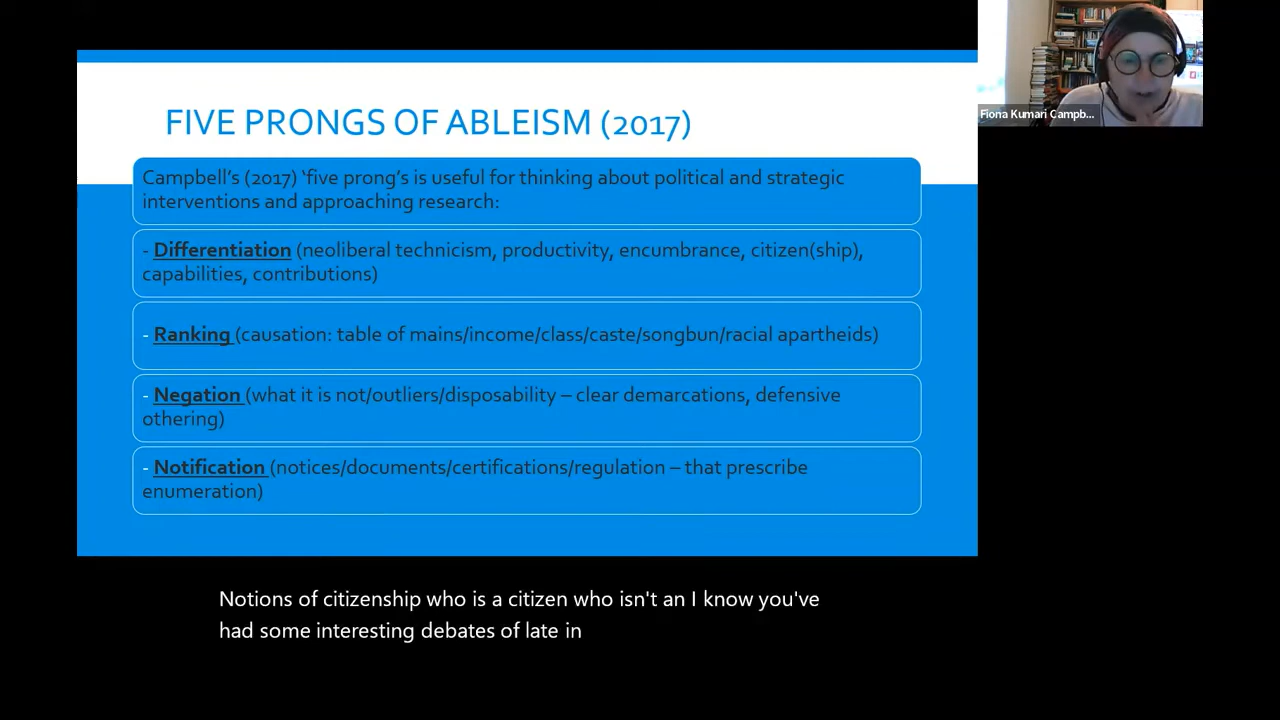 FIVE PRONGS OF ABLEISM (2017)
Campbell's (2017) ‘five prong's is useful for thinking about political and strategic
interventions and approaching research:
- Differentiation (neoliberal technicism, productivity, encumbrance, citizen(ship),
capabilities, contributions)
- Ranking (causation: table of mains/income/class/caste/songbun/racial apartheids)
- Negation (what it is not/outliers/disposability – clear demarcations, defensive
othering)
- Notification (notices/documents/certifications/regulation – that prescribe
enumeration)
Fiona Kumari Campb...
Notions of citizenship who is a citizen who isn't an I know you've
had some interesting debates of late in